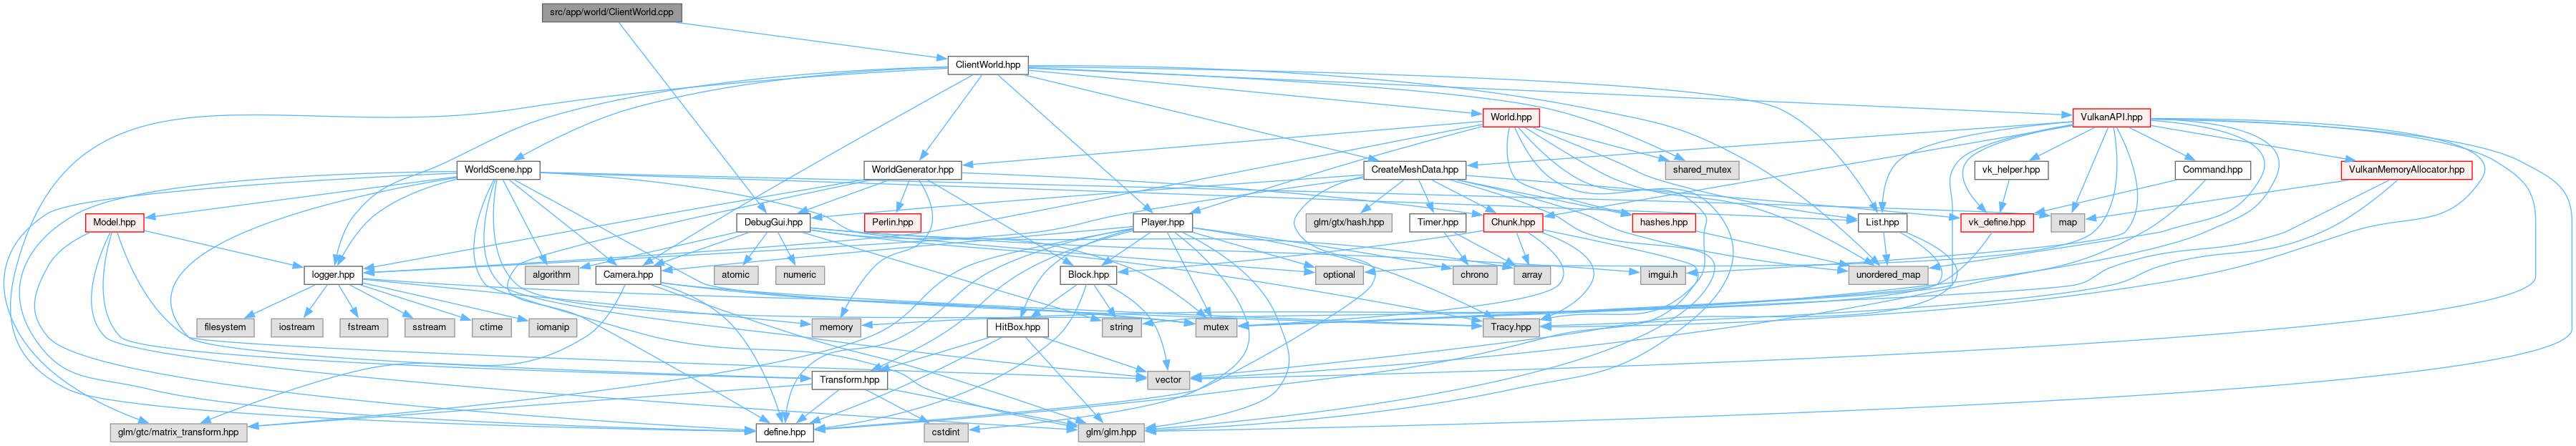 src/app/world/ClientWorld.cpp
ClientWorld.hpp
World.hpp
VulkanAPI.hpp
WorldScene.hpp
WorldGenerator.hpp
CreateMeshData.hpp
shared_mutex
vk_helper.hpp
Command.hpp
VulkanMemoryAllocator.hpp
Model.hpp
DebugGui.hpp
Perlin.hpp
Player.hpp
glm/gtx/hash.hpp
Timer.hpp
Chunk.hpp
hashes.hpp
List.hpp
vk_define.hpp
map
logger.hpp
algorithm
Camera.hpp
atomic
numeric
Block.hpp
optional
chrono
array
imgui.h
unordered_map
filesystem
iostream
fstream
sstream
ctime
iomanip
memory
string
HitBox.hpp
mutex
Tracy.hpp
Transform.hpp
vector
glm/gtc/matrix_transform.hpp
define.hpp
cstdint
glm/glm.hpp